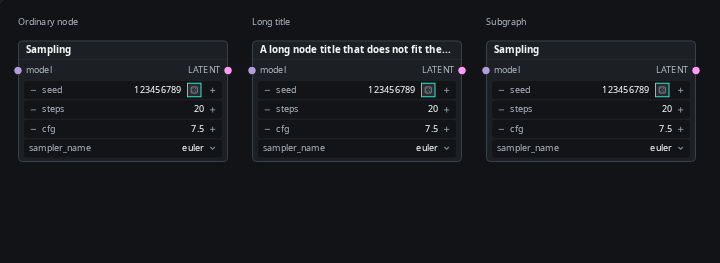 Ordinary node
Sampling
model LATENT
− seed 123456789 +
− steps 20 +
− cfg 7.5 +
sampler_name euler
Long title
A long node title that does not fit the...
model LATENT
− seed 123456789 +
− steps 20 +
− cfg 7.5 +
sampler_name euler
Subgraph
Sampling
model LATENT
− seed 123456789 +
− steps 20 +
− cfg 7.5 +
sampler_name euler